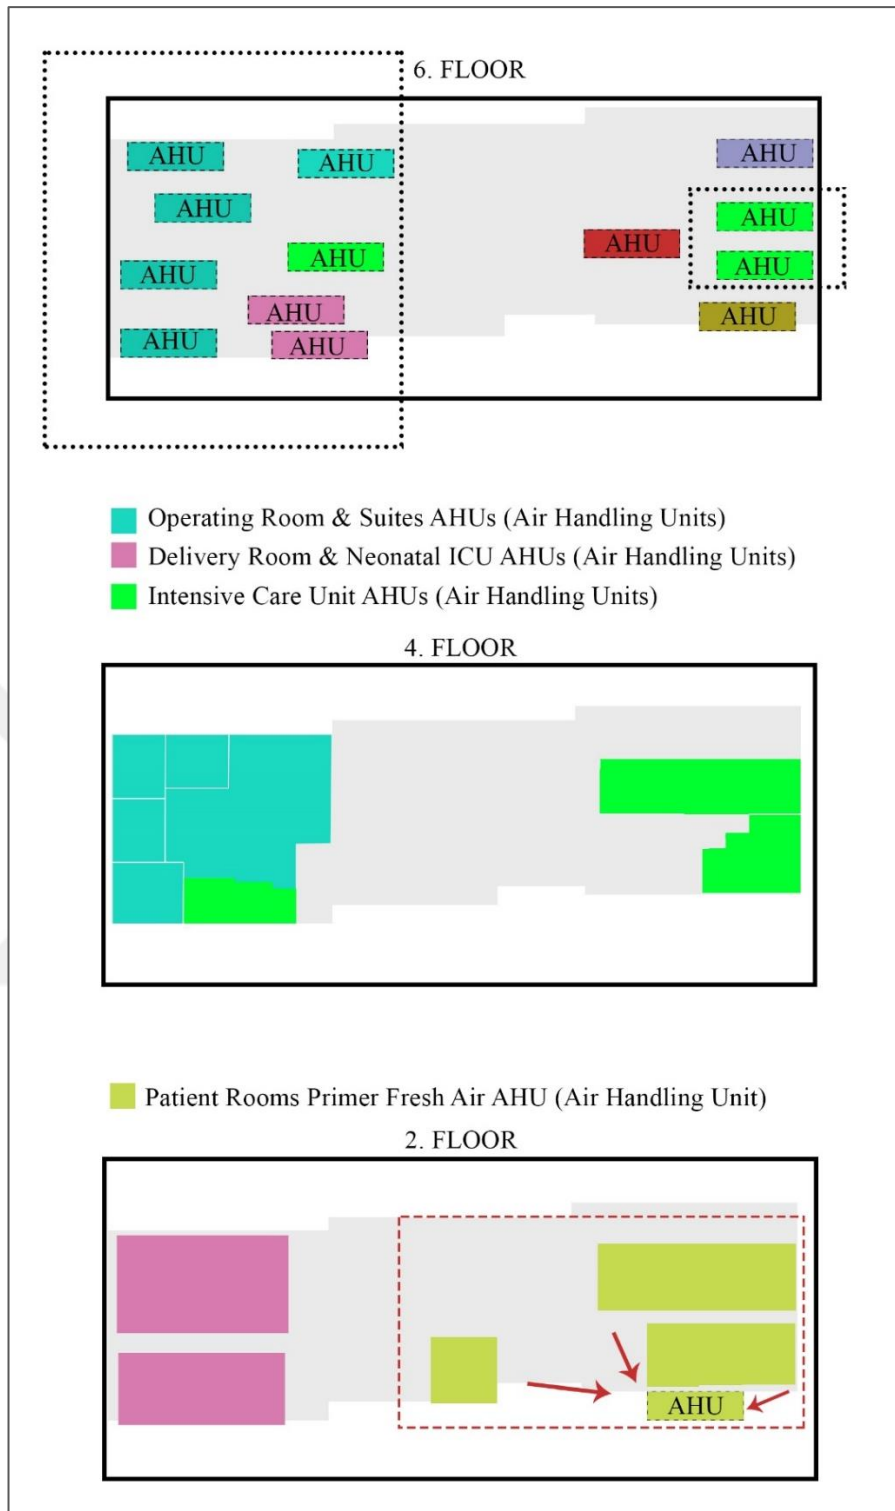 6. FLOOR
AHU
AHU
AHU
AHU
AHU
AHU
AHU
AHU
AHU
AHU
AHU
AHU
AHU
AHU
Operating Room & Suites AHUs (Air Handling Units)
Delivery Room & Neonatal ICU AHUs (Air Handling Units)
Intensive Care Unit AHUs (Air Handling Units)
4. FLOOR
Patient Rooms Primer Fresh Air AHU (Air Handling Unit)
2. FLOOR
AHU